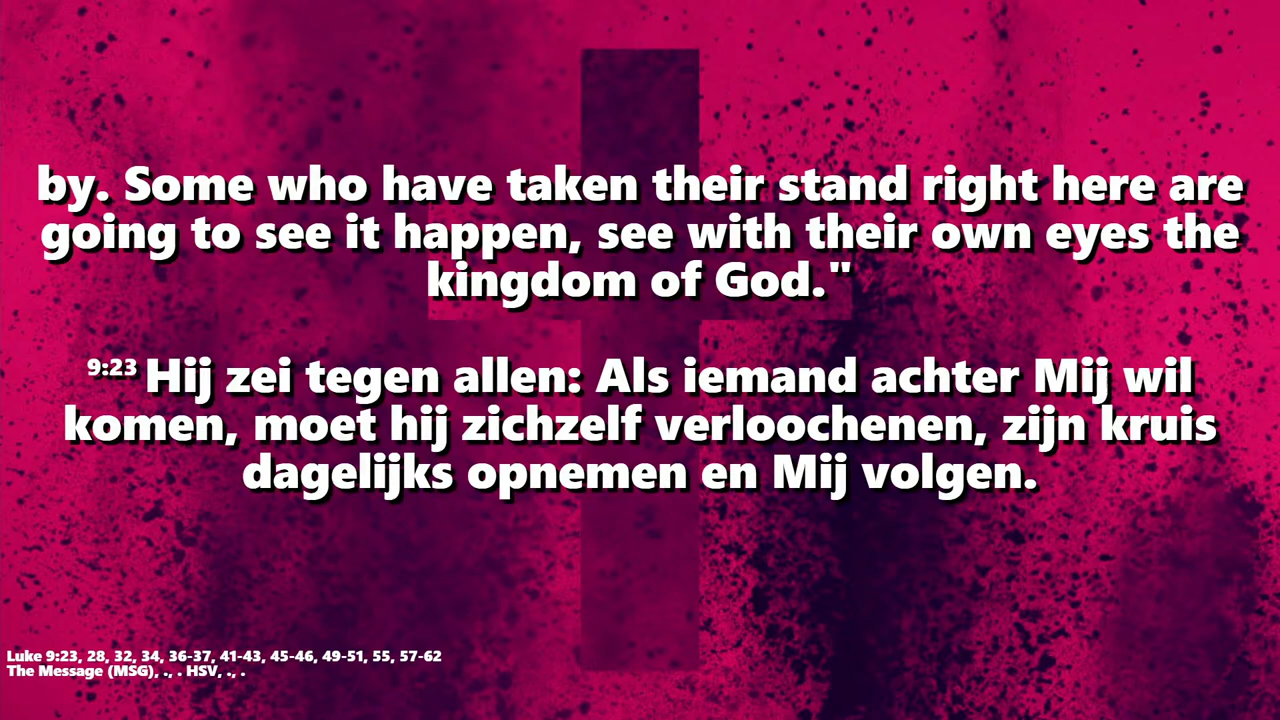 by. Some who have taken their stand right here are
going to see it happen, see with their own eyes the
kingdom of God."
9:23 Hij zei tegen allen: Als iemand achter Mij wil
komen, moet hij zichzelf verloochenen, zijn kruis
dagelijks opnemen en Mij volgen.
Luke 9:23, 28, 32, 34, 36-37, 41-43, 45-46, 49-51, 55, 57-62
The Message (MSG), ., . HSV, ., .